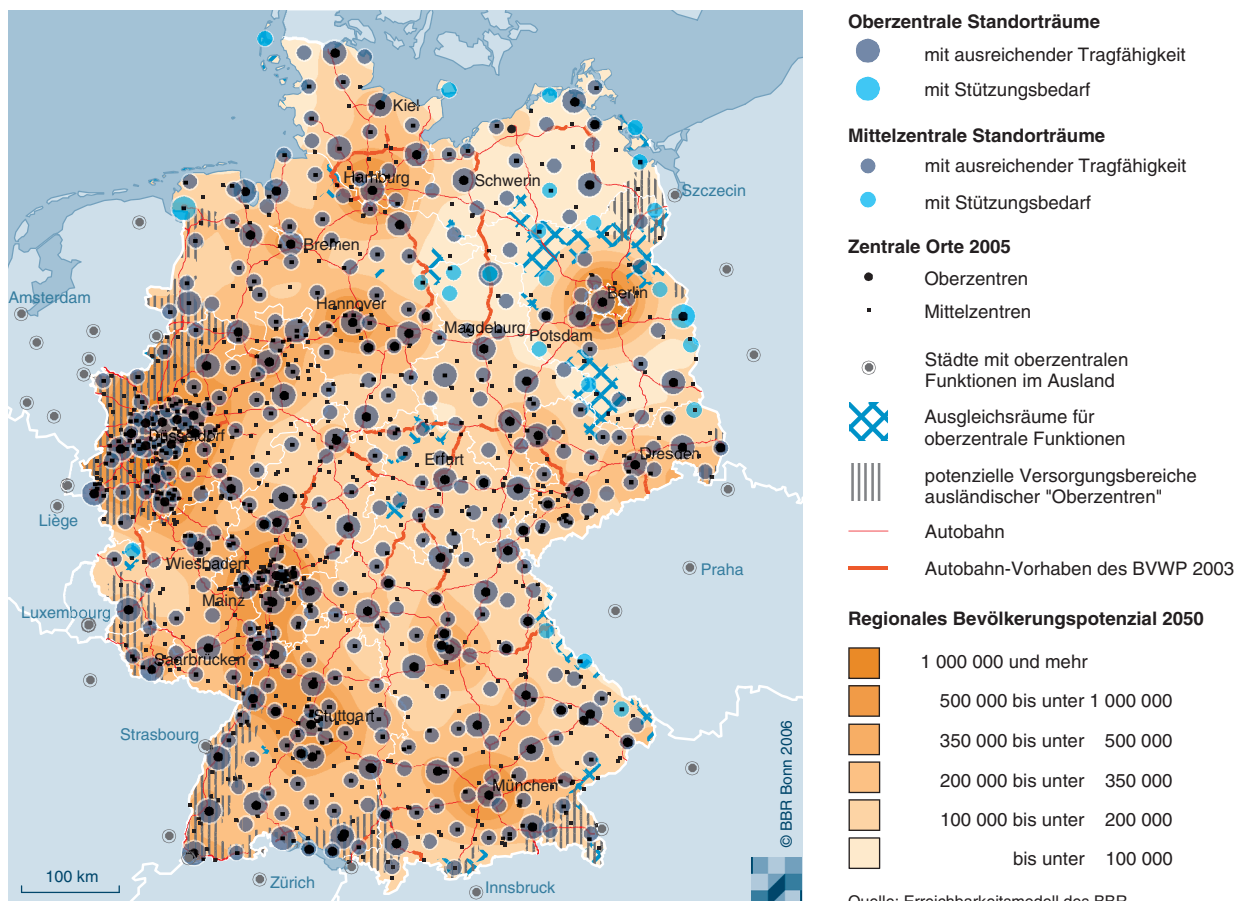 Kiel
Hamburg
Schwerin
Szczecin
Bremen
Amsterdam
Hannover
Berlin
Magdeburg
Potsdam
Düsseldorf
Erfurt
Dresden
Liège
Wiesbaden
Praha
Mainz
Luxembourg
Saarbrücken
Stuttgart
Strasbourg
München
100 km
Zürich
Innsbruck
© BBR Bonn 2006
Oberzentrale Standorträume
mit ausreichender Tragfähigkeit
mit Stützungsbedarf
Mittelzentrale Standorträume
mit ausreichender Tragfähigkeit
mit Stützungsbedarf
Zentrale Orte 2005
Oberzentren
Mittelzentren
Städte mit oberzentralen
Funktionen im Ausland
Ausgleichsräume für
oberzentrale Funktionen
potenzielle Versorgungsbereiche
ausländischer "Oberzentren"
Autobahn
Autobahn-Vorhaben des BVWP 2003
Regionales Bevölkerungspotenzial 2050
1 000 000 und mehr
500 000 bis unter 1 000 000
350 000 bis unter 500 000
200 000 bis unter 350 000
100 000 bis unter 200 000
bis unter 100 000
Quelle: Erreichbarkeitsmodell des BBR